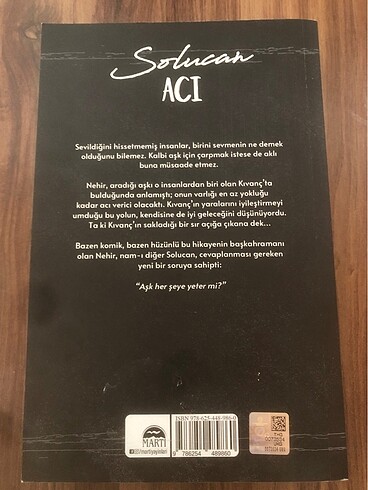 Solucan
ACI
Sevildiğini hissetmemiş insanlar, birini sevmenin ne demek
olduğunu bilemez. Kalbi aşk için çarpmak istese de aklı
buna müsaade etmez.
Nehir, aradığı aşkı o insanlardan biri olan Kıvanç'ta
bulduğunda anlamıştı; onun varlığı en az yokluğu
kadar acı verici olacaktı. Kıvanç'ın yaralarını iyileştirmeyi
umduğu bu yolun, kendisine de iyi geleceğini düşünüyordu.
Ta ki Kıvanç'ın sakladığı bir sır açığa çıkana dek...
Bazen komik, bazen hüzünlü bu hikayenin başkahramanı
olan Nehir, nam-ı diğer Solucan, cevaplanması gereken
yeni bir soruya sahipti:
"Aşk her şeye yeter mi?"
ISBN 978-625-448-986-0
MARTI
/martiyayinlari
9 786254 489860